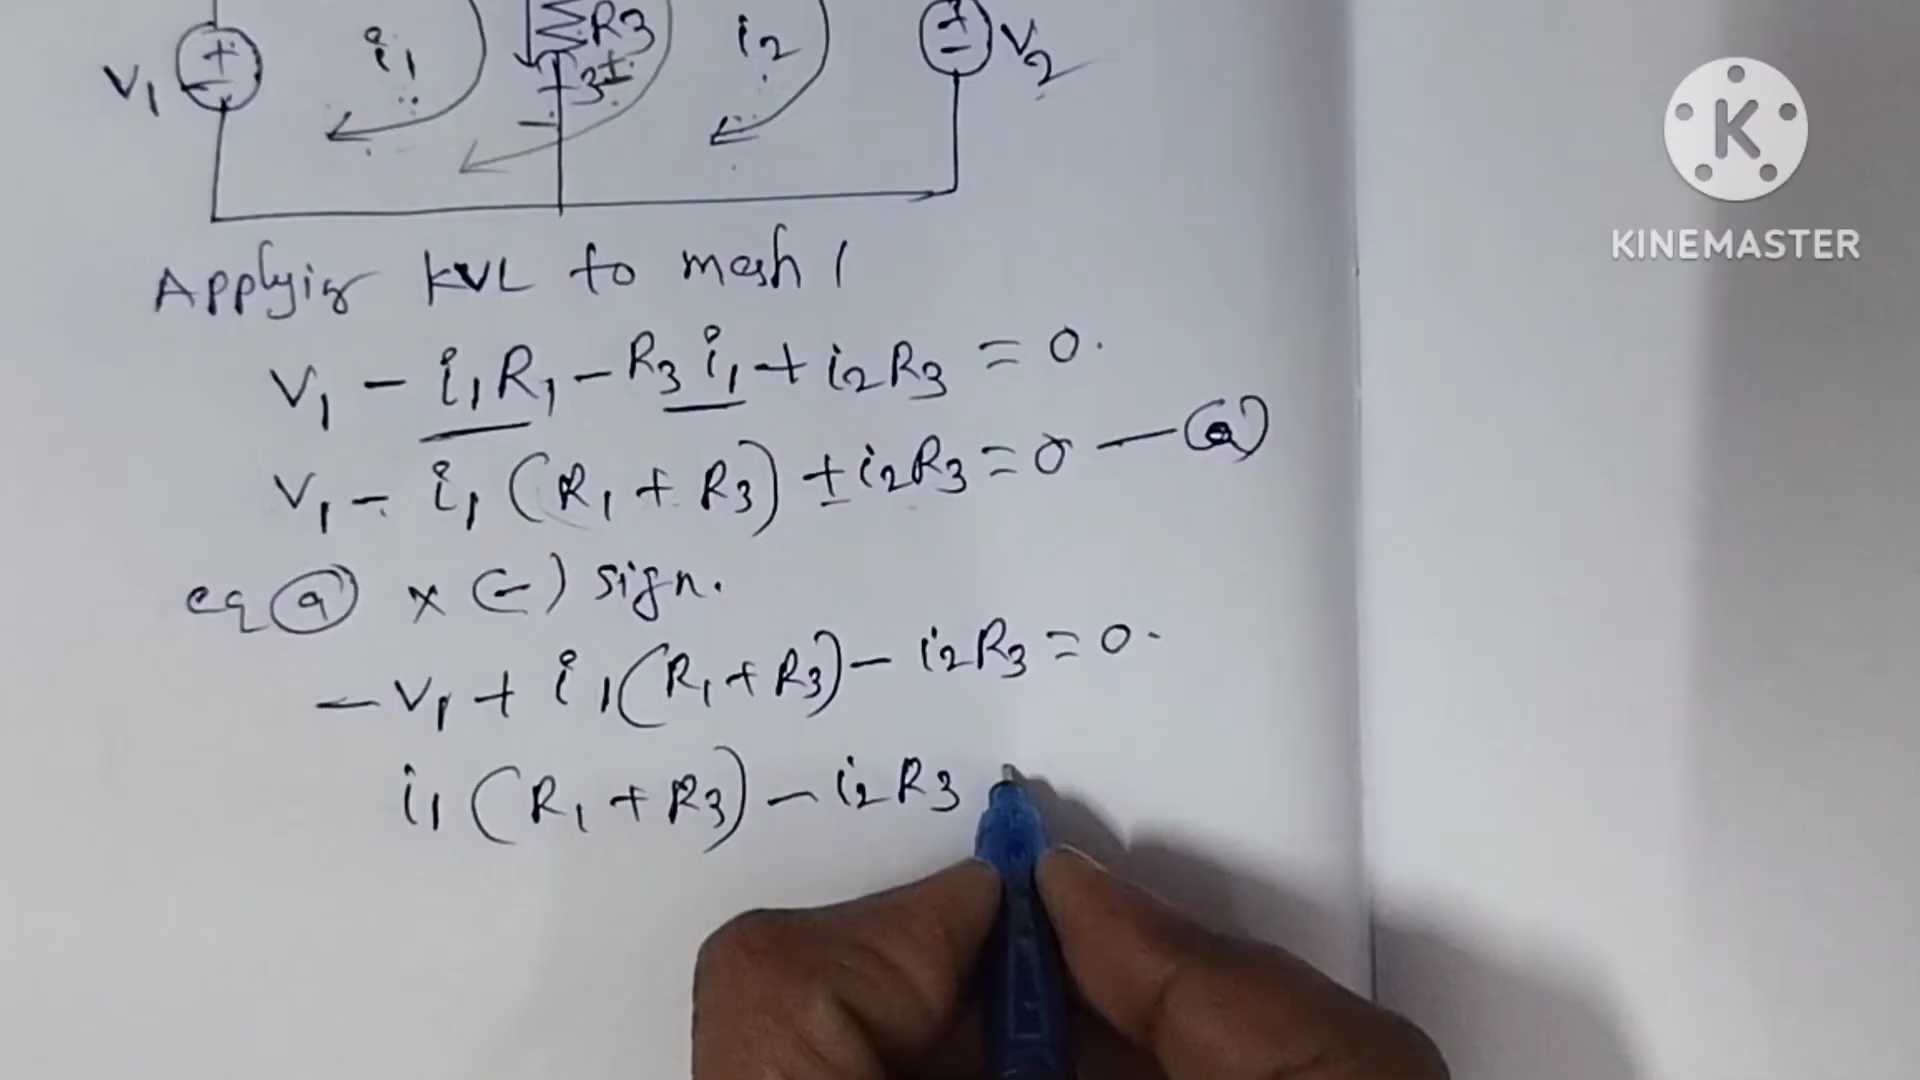 R3
V1 i1 i2 V2
K
KINEMASTER
Applying KVL to mesh 1
V1 - i1R1 - R3 i1 + i2R3 = 0.
V1 - i1 (R1 + R3) + i2R3 = 0 — (a)
eq (a) × (-) sign.
- V1 + i1 (R1 + R3) - i2R3 = 0.
i1 (R1 + R3) - i2R3